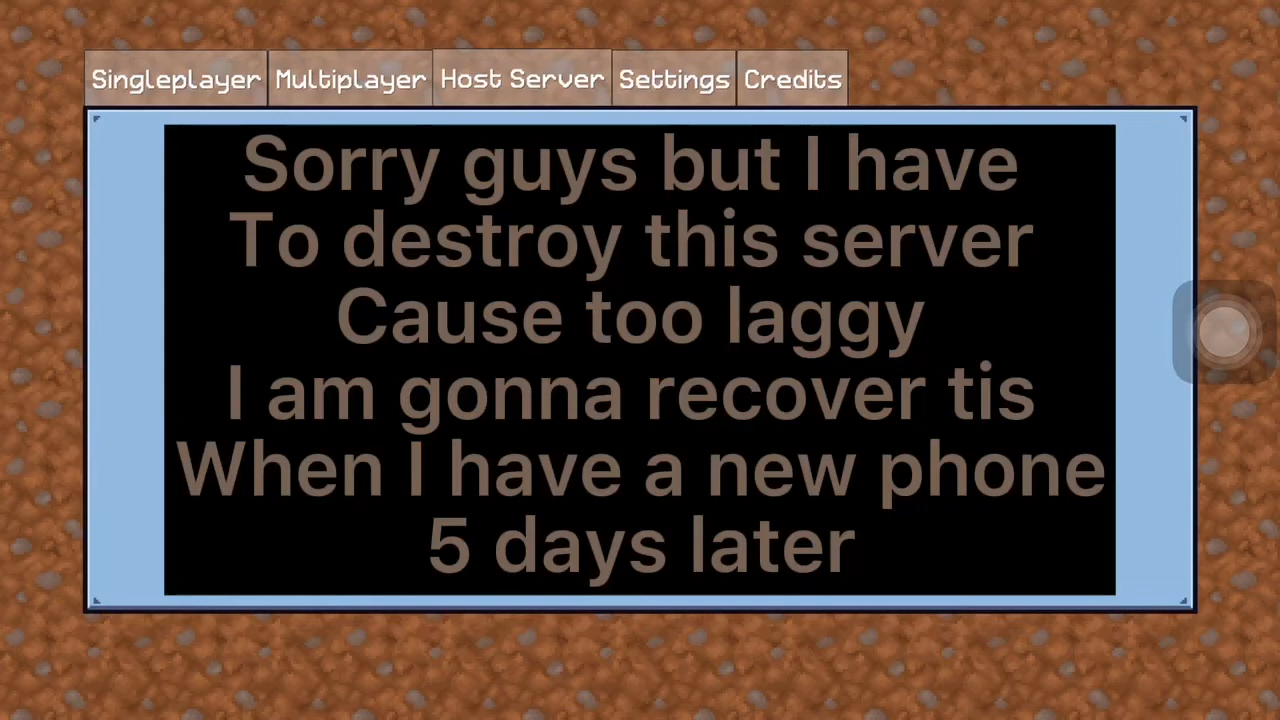 Singleplayer Multiplayer Host Server Settings Credits
Sorry guys but I have
To destroy this server
Cause too laggy
I am gonna recover tis
When I have a new phone
5 days later